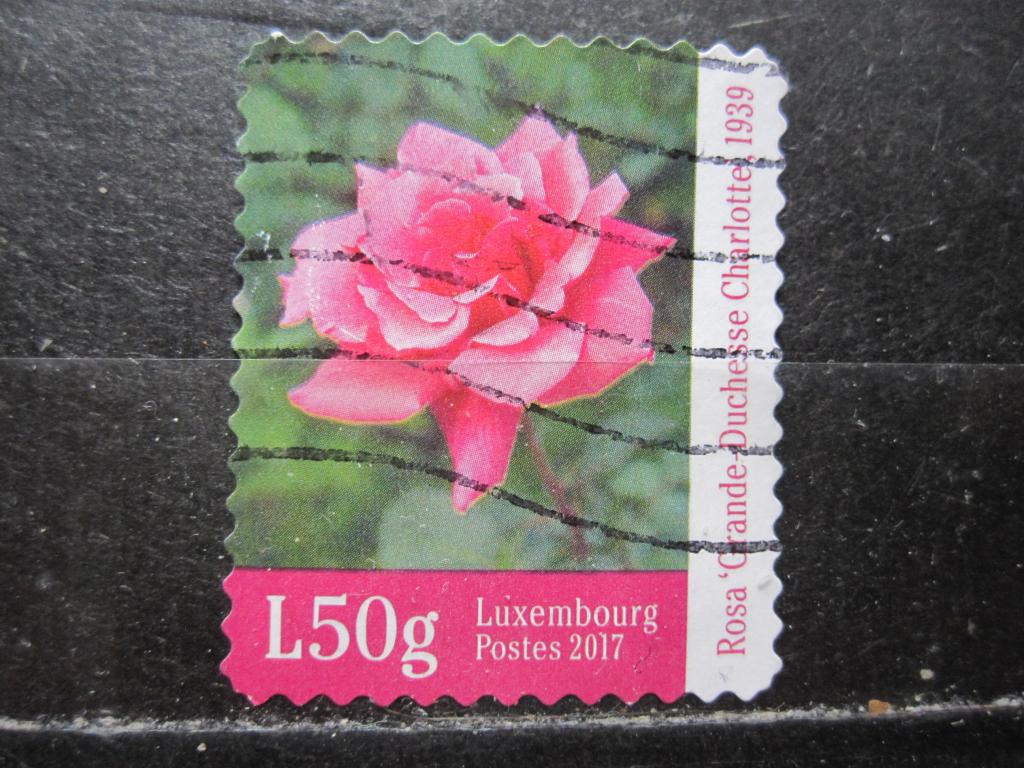 Rosa ‘Grande-Duchesse Charlotte, 1939
L50g
Luxembourg
Postes 2017